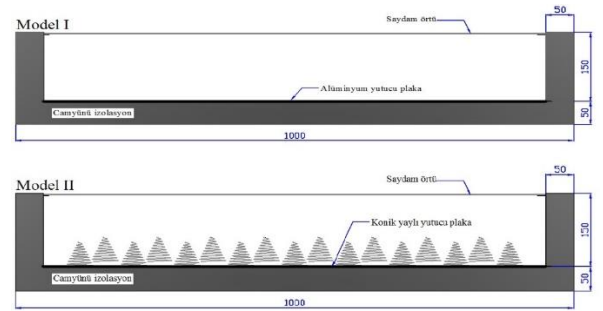 Model I
50
Saydam örtü
150
Alüminyum yutucu plaka
Camyünü izolasyon
50
1000
Model II
50
Saydam örtü
150
Konik yaylı yutucu plaka
Camyünü izolasyon
50
1000